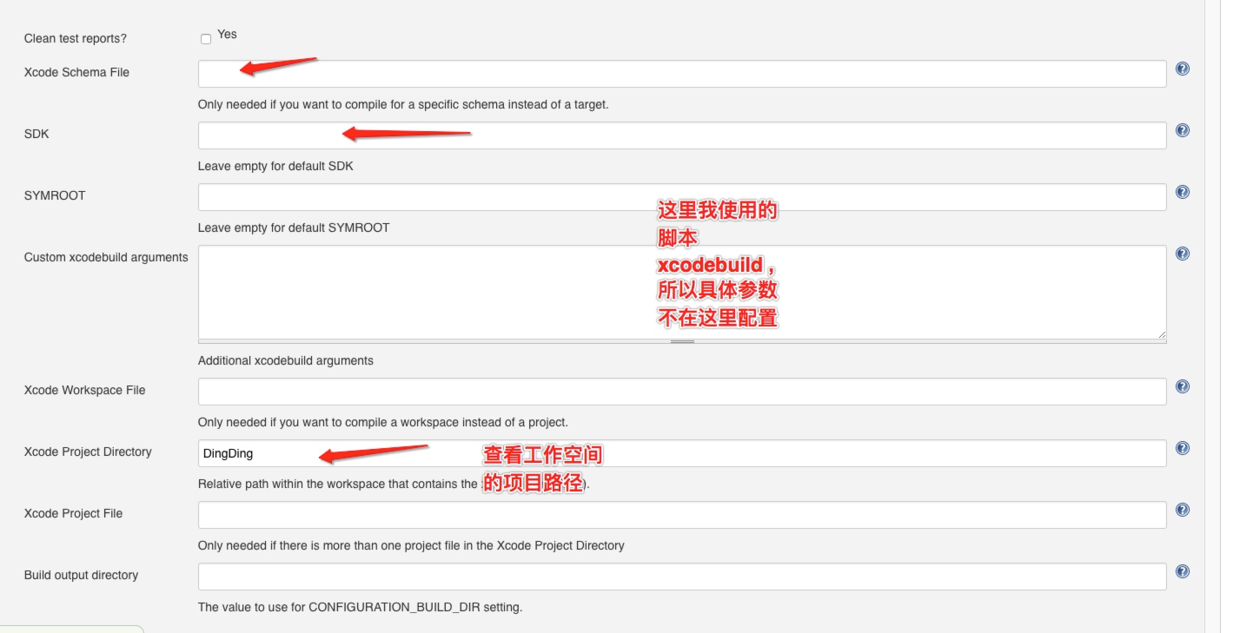 Clean test reports?
Yes
Xcode Schema File
Only needed if you want to compile for a specific schema instead of a target.
SDK
Leave empty for default SDK
SYMROOT
Leave empty for default SYMROOT
这里我使用的
脚本
xcodebuild，
所以具体参数
不在这里配置
Custom xcodebuild arguments
Additional xcodebuild arguments
Xcode Workspace File
Only needed if you want to compile a workspace instead of a project.
Xcode Project Directory
DingDing
查看工作空间
的项目路径
Relative path within the workspace that contains the ).
Xcode Project File
Only needed if there is more than one project file in the Xcode Project Directory
Build output directory
The value to use for CONFIGURATION_BUILD_DIR setting.